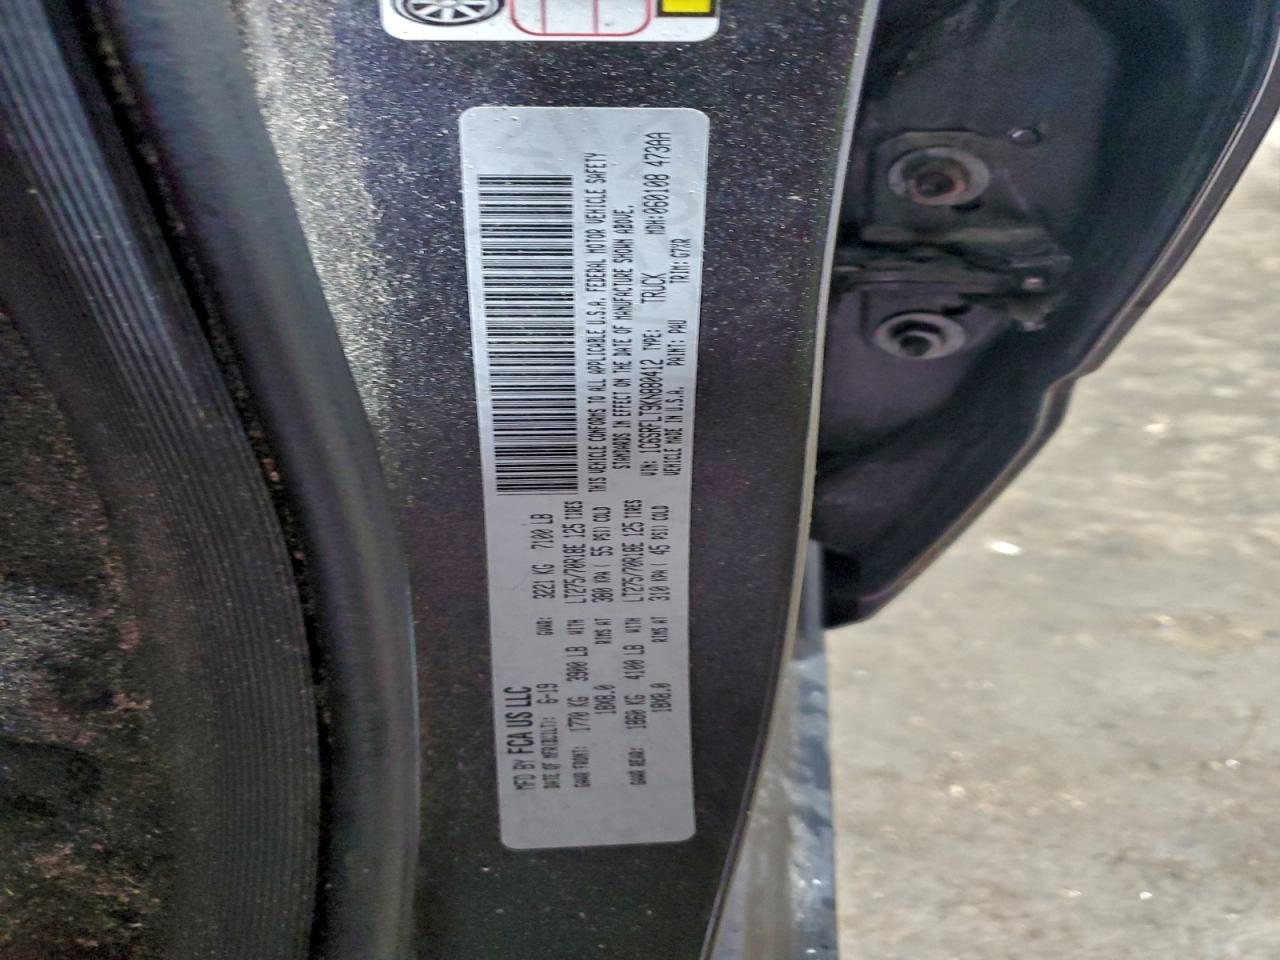 MFD BY FCA US LLC
DATE OF MFR(BUILT): 6-19 GVWR: 3221 KG 7100 LB
GAWR FRONT: 1770 KG 3900 LB WITH LT275/70R18E 125 TIRES
18X8.0 RIMS AT 380 KPA ( 55 PSI) COLD
GAWR REAR: 1860 KG 4100 LB WITH LT275/70R18E 125 TIRES
18X8.0 RIMS AT 310 KPA ( 45 PSI) COLD
THIS VEHICLE CONFORMS TO ALL APPLICABLE U.S.A. FEDERAL MOTOR VEHICLE SAFETY
STANDARDS IN EFFECT ON THE DATE OF MANUFACTURE SHOWN ABOVE.
VIN: 1C6SRFLT9KN880412 TYPE: TRUCK MDH:060108 473AA
VEHICLE MADE IN U.S.A. PAINT: PAU TRIM: G7XR